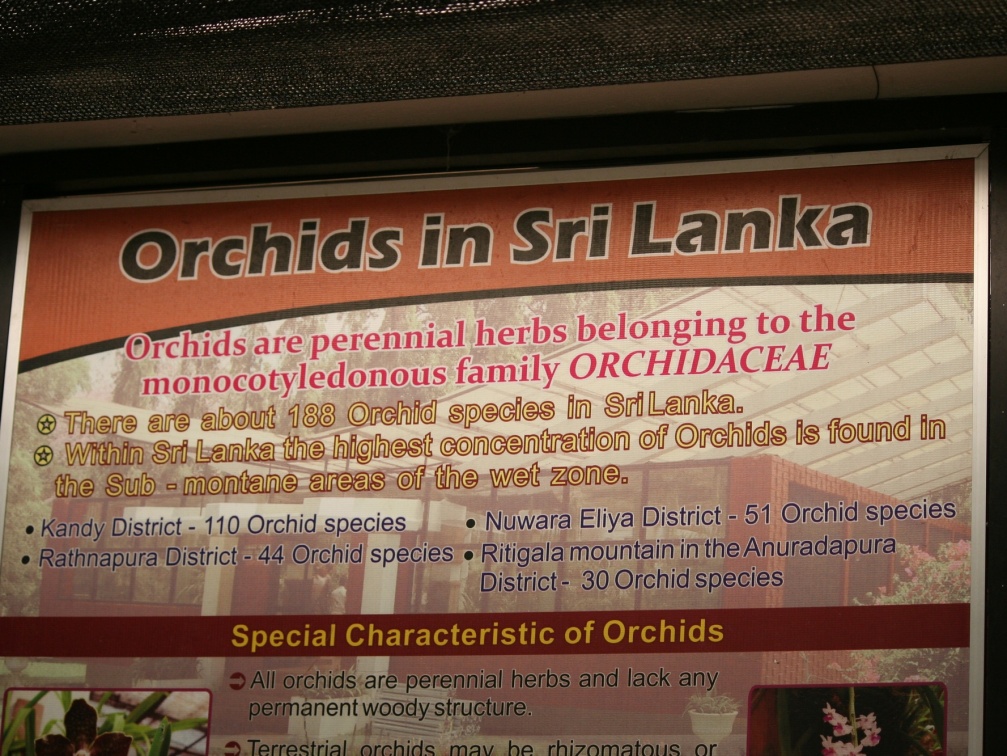 Orchids in Sri Lanka
Orchids are perennial herbs belonging to the
monocotyledonous family ORCHIDACEAE
There are about 188 Orchid species in Sri Lanka.
Within Sri Lanka the highest concentration of Orchids is found in
the Sub - montane areas of the wet zone.
• Kandy District - 110 Orchid species
• Rathnapura District - 44 Orchid species
• Nuwara Eliya District - 51 Orchid species
• Ritigala mountain in the Anuradapura
District - 30 Orchid species
Special Characteristic of Orchids
All orchids are perennial herbs and lack any
permanent woody structure.
Terrestrial orchids may be rhizomatous or